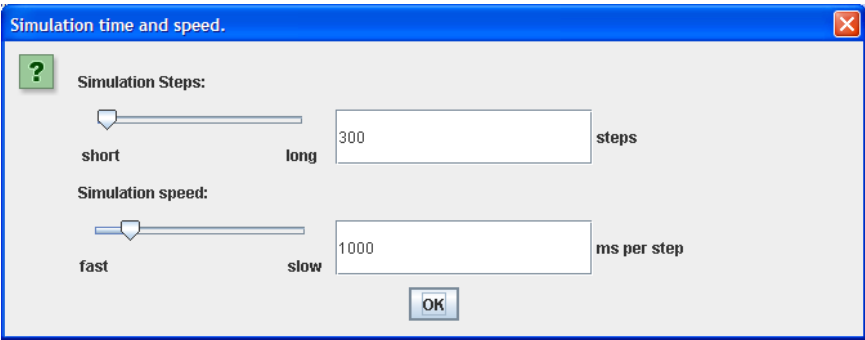 Simulation time and speed.
?
Simulation Steps:
short long 300 steps
Simulation speed:
fast slow 1000 ms per step
OK